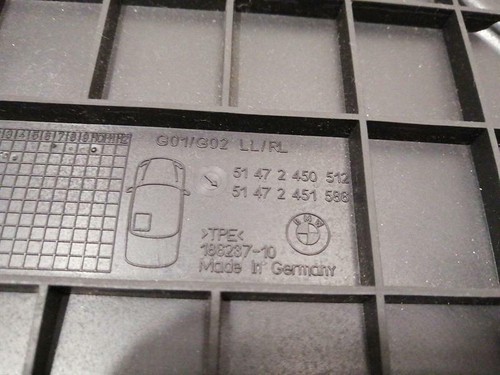 G01/G02 LL/RL
51 47 2 450 512
51 47 2 451 588
>TPE<
188287-10
Made in Germany
BMW